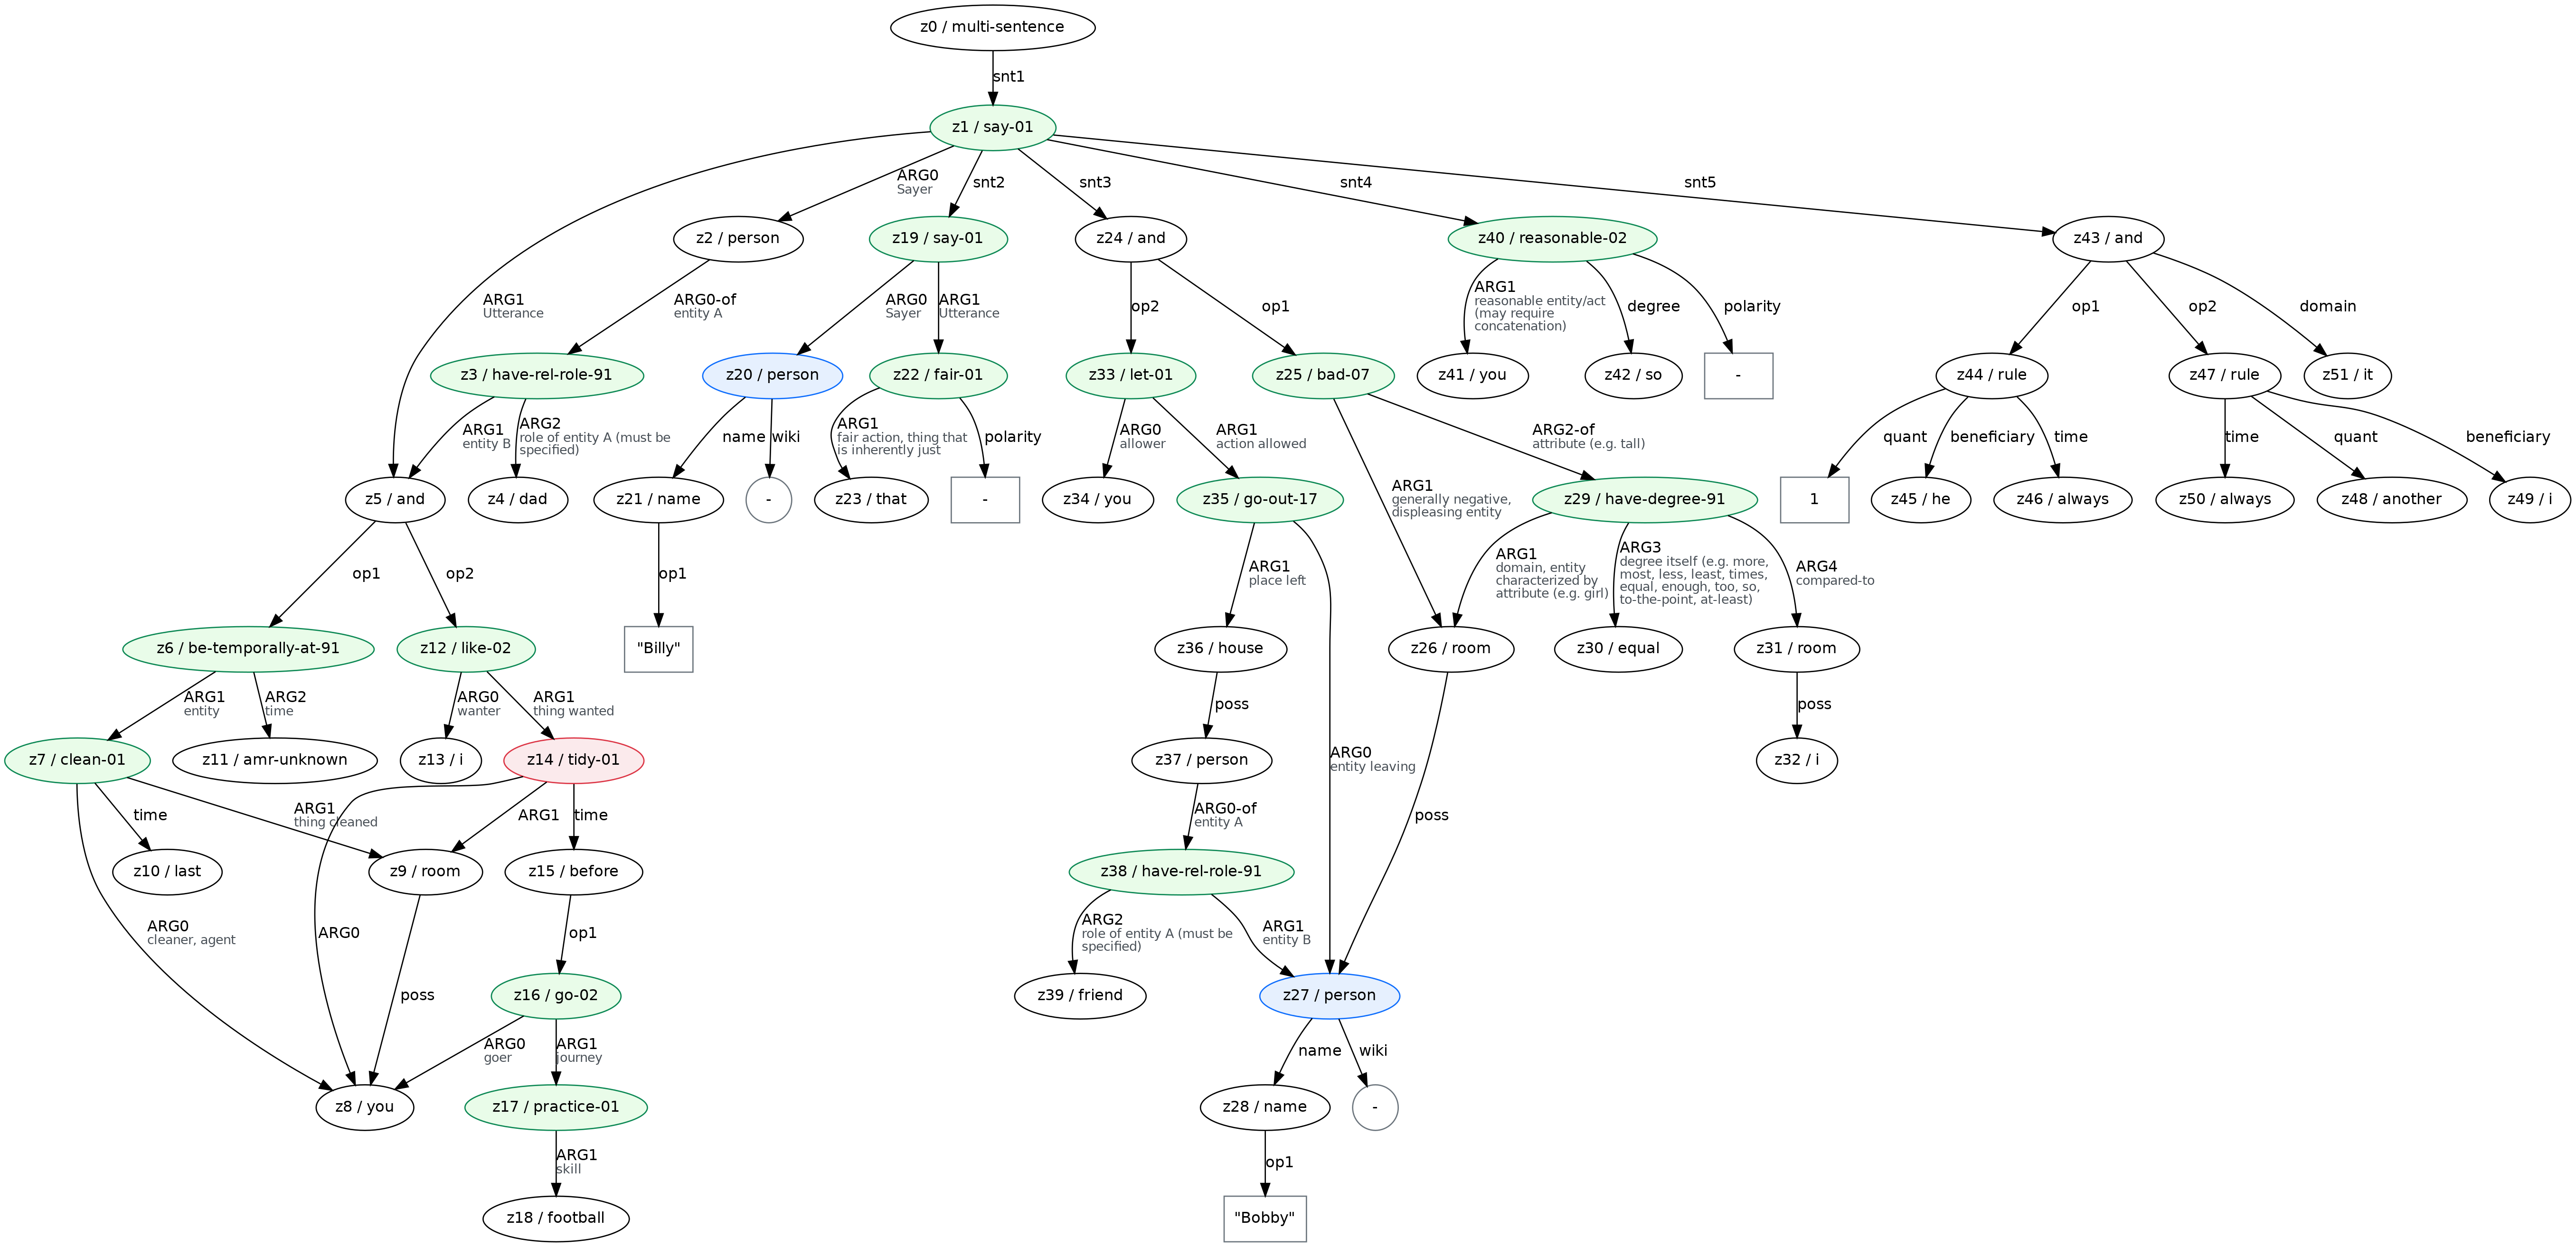 z0 / multi-sentence
snt1
z1 / say-01
ARG0
Sayer
snt2
snt3
snt4
snt5
z2 / person
z19 / say-01
z24 / and
z40 / reasonable-02
z43 / and
ARG1
Utterance
ARG0-of
entity A
ARG0
Sayer
ARG1
Utterance
op2
op1
ARG1
reasonable entity/act
(may require
concatenation)
degree
polarity
op1
op2
domain
z3 / have-rel-role-91
z20 / person
z22 / fair-01
z33 / let-01
z25 / bad-07
z41 / you
z42 / so
-
z44 / rule
z47 / rule
z51 / it
ARG1
entity B
ARG2
role of entity A (must be
specified)
name
wiki
ARG1
fair action, thing that
is inherently just
polarity
ARG0
allower
ARG1
action allowed
ARG1
generally negative,
displeasing entity
ARG2-of
attribute (e.g. tall)
quant
beneficiary
time
time
quant
beneficiary
z5 / and
z4 / dad
z21 / name
-
z23 / that
-
z34 / you
z35 / go-out-17
z29 / have-degree-91
1
z45 / he
z46 / always
z50 / always
z48 / another
z49 / i
op1
op2
op1
ARG1
place left
ARG1
domain, entity
characterized by
attribute (e.g. girl)
ARG3
degree itself (e.g. more,
most, less, least, times,
equal, enough, too, so,
to-the-point, at-least)
ARG4
compared-to
z6 / be-temporally-at-91
z12 / like-02
"Billy"
z36 / house
z26 / room
z30 / equal
z31 / room
ARG1
entity
ARG2
time
ARG0
wanter
ARG1
thing wanted
poss
poss
z7 / clean-01
z11 / amr-unknown
z13 / i
z14 / tidy-01
z37 / person
ARG0
entity leaving
z32 / i
time
ARG1
thing cleaned
ARG1
time
ARG0-of
entity A
poss
z10 / last
z9 / room
z15 / before
z38 / have-rel-role-91
ARG0
cleaner, agent
ARG0
op1
ARG2
role of entity A (must be
specified)
ARG1
entity B
poss
z16 / go-02
z39 / friend
z27 / person
ARG0
goer
ARG1
journey
name
wiki
z8 / you
z17 / practice-01
z28 / name
-
ARG1
skill
op1
z18 / football
"Bobby"